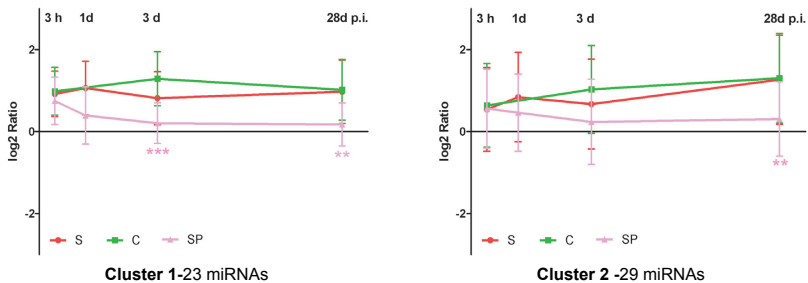 3 h 1d 3 d 28d p.i.
2
0
-2
log2 Ratio
***
**
S C SP
Cluster 1-23 miRNAs
3 h 1d 3 d 28d p.i.
2
0
-2
log2 Ratio
**
S C SP
Cluster 2 -29 miRNAs